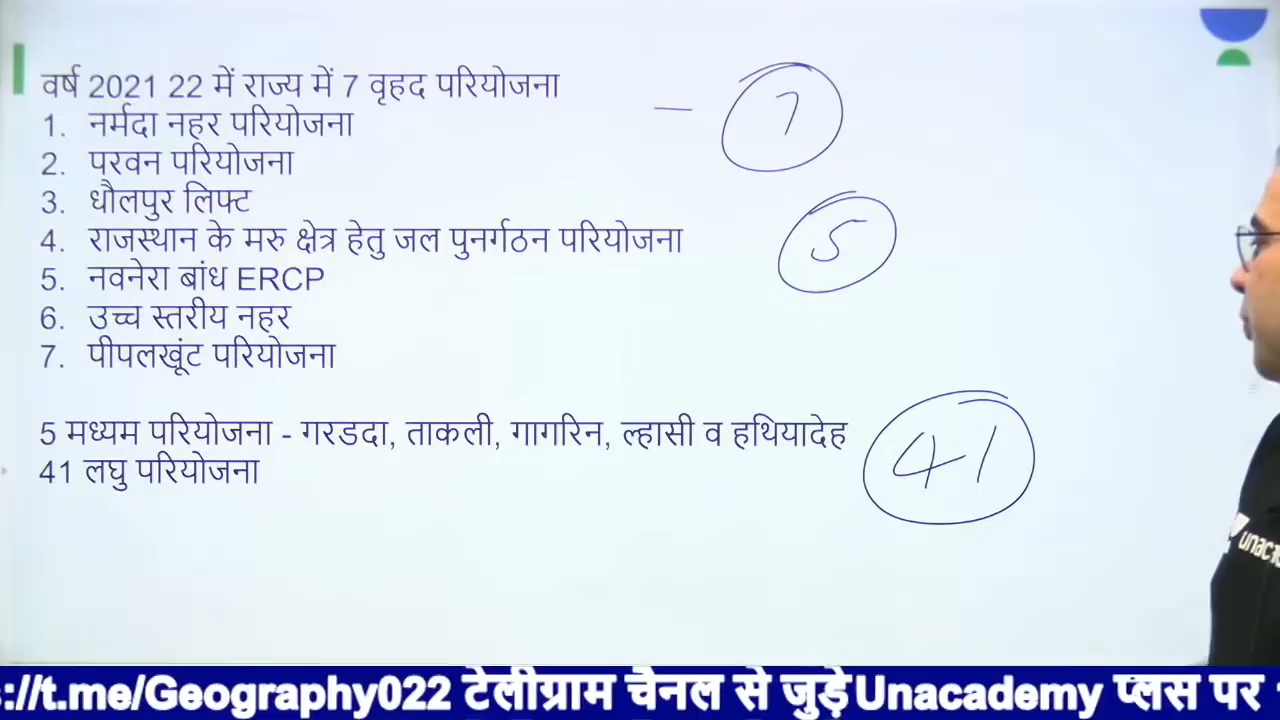 वर्ष 2021 22 में राज्य में 7 वृहद परियोजना
1. नर्मदा नहर परियोजना
2. परवन परियोजना
3. धौलपुर लिफ्ट
4. राजस्थान के मरु क्षेत्र हेतु जल पुनर्गठन परियोजना
5. नवनेरा बांध ERCP
6. उच्च स्तरीय नहर
7. पीपलखूंट परियोजना
5 मध्यम परियोजना - गरडदा, ताकली, गागरिन, ल्हासी व हथियादेह
41 लघु परियोजना
- 7
5
41
unaca
://t.me/Geography022 टेलीग्राम चैनल से जुड़े Unacademy प्लस पर